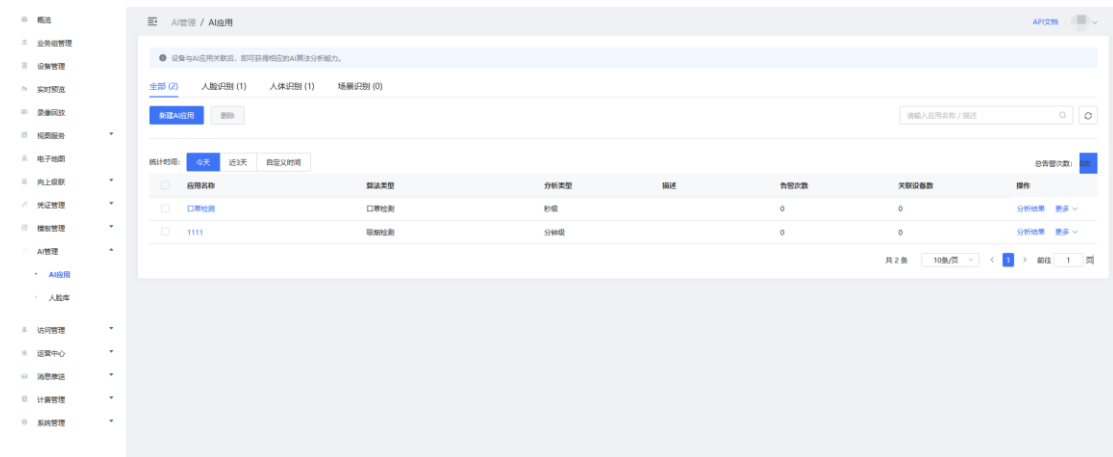 概览
业务组管理
设备管理
实时预览
录像回放
视图服务
电子地图
向上级联
凭证管理
模板管理
AI管理
AI应用
人脸库
访问管理
运营中心
消息推送
计量管理
系统管理
AI管理 / AI应用
API文档
设备与AI应用关联后，即可获得相应的AI算法分析能力。
全部 (2) 人脸识别 (1) 人体识别 (1) 场景识别 (0)
新建AI应用 删除 请输入应用名称 / 描述
统计时间: 今天 近3天 自定义时间 总告警次数: 0次
应用名称 算法类型 分析类型 描述 告警次数 关联设备数 操作
口罩检测 口罩检测 秒级 0 0 分析结果 更多
1111 吸烟检测 分钟级 0 0 分析结果 更多
共 2 条 10条/页 < 1 > 前往 1 页